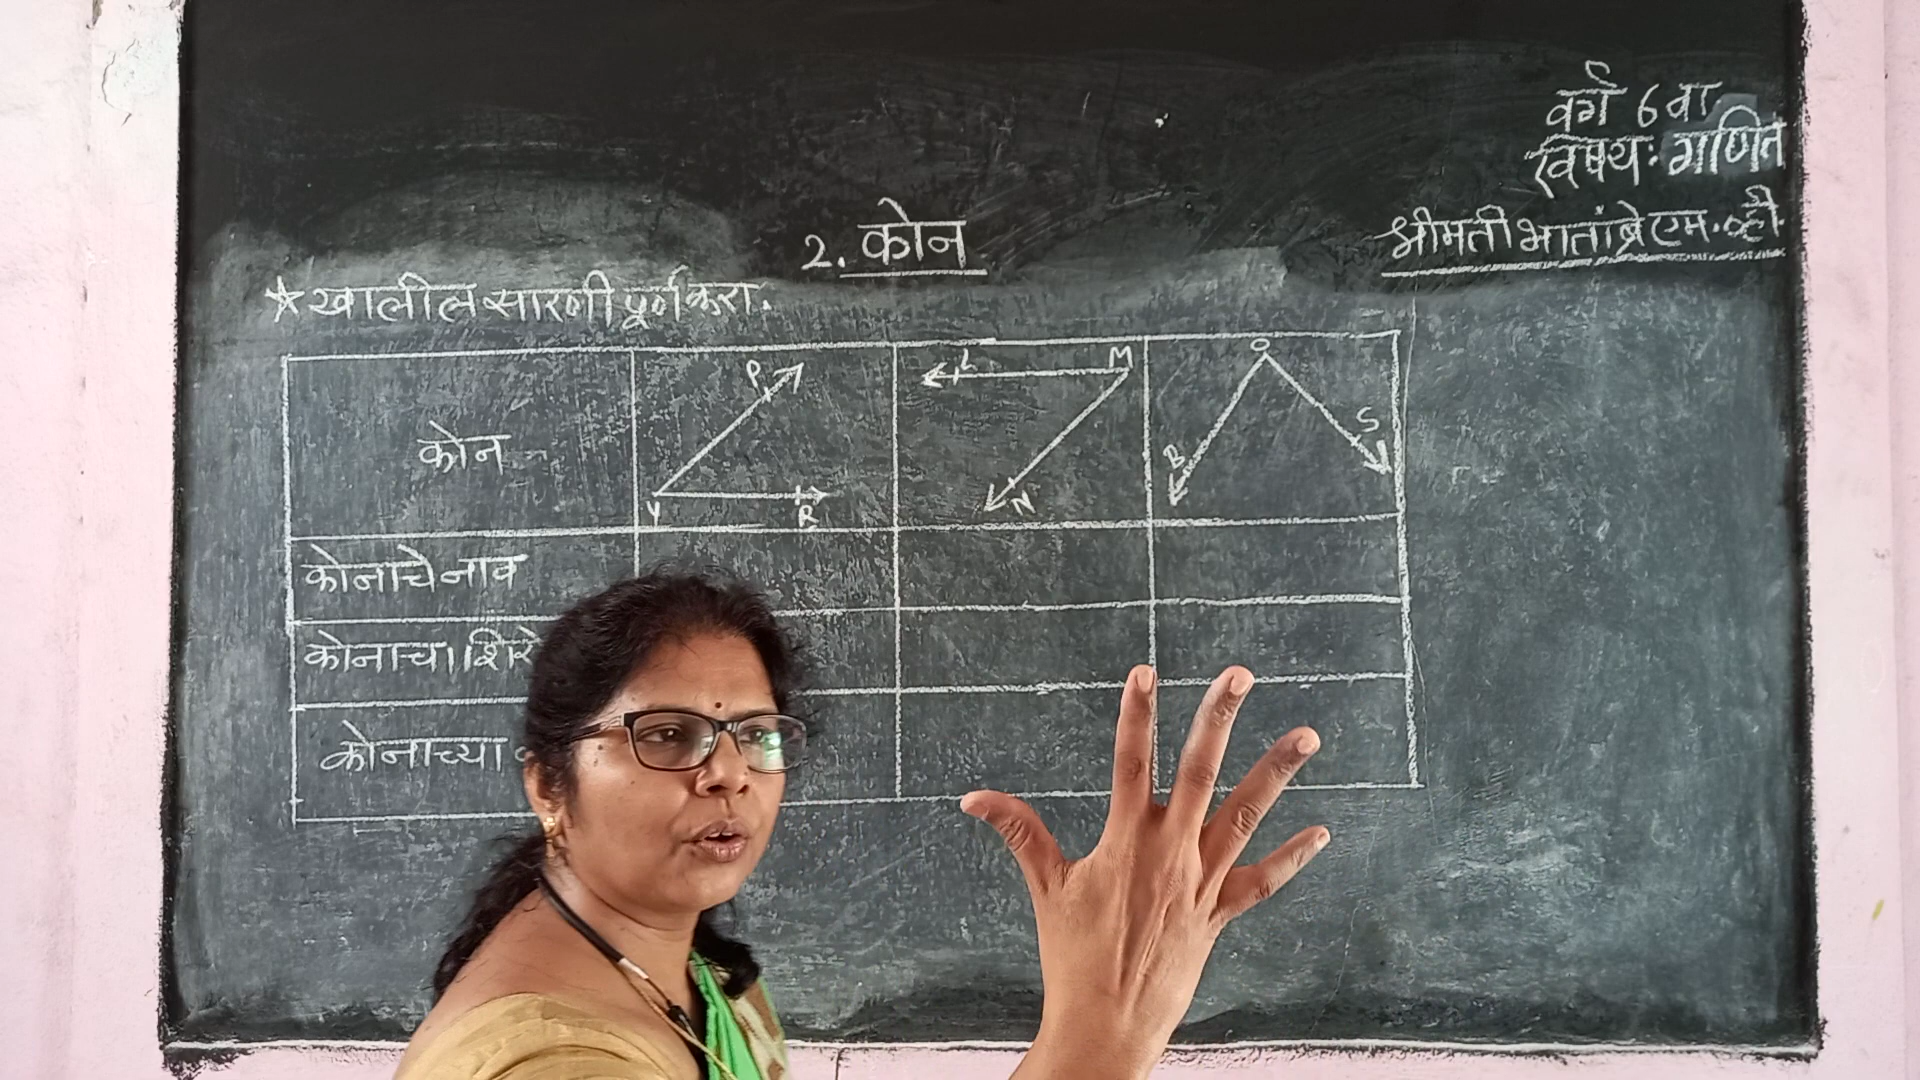 वर्ग 6 वा
विषय: गणित
श्रीमती भातांब्रे एम.व्ही.
2. कोन
★ खालील सारणी पूर्ण करा.
कोन
P
Y
R
L
M
N
O
B
S
कोनाचे नाव
कोनाचा शिरो
कोनाच्या